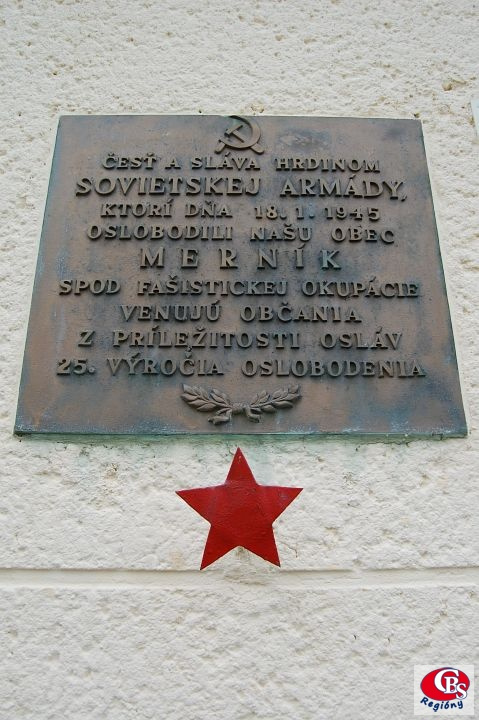 ČESŤ A SLÁVA HRDINOM
SOVIETSKEJ ARMÁDY,
KTORÍ DŇA 18. 1. 1945
OSLOBODILI NAŠU OBEC
MERNÍK
SPOD FAŠISTICKEJ OKUPÁCIE
VENUJÚ OBČANIA
Z PRÍLEŽITOSTI OSLÁV
25. VÝROČIA OSLOBODENIA
CBS
Regióny